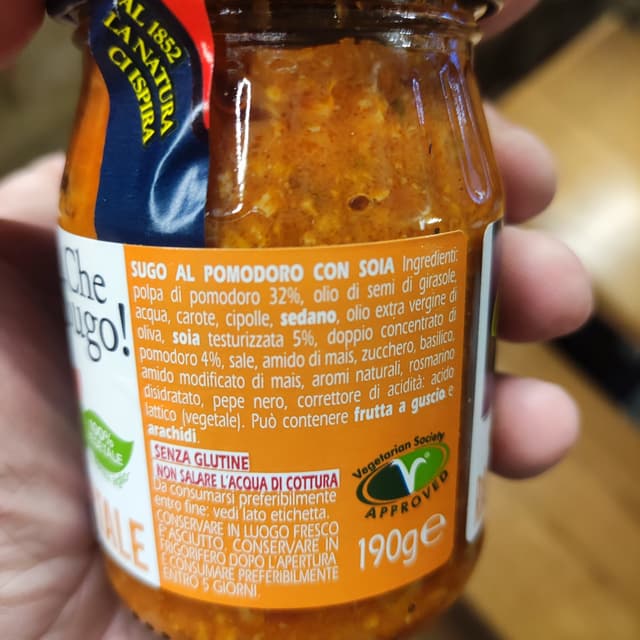 AL 1852
LA NATURA
CI ISPIRA
Che
ugo!
100%
SUGO AL POMODORO CON SOIA Ingredienti:
polpa di pomodoro 32%, olio di semi di girasole,
acqua, carote, cipolle, sedano, olio extra vergine di
oliva, soia testurizzata 5%, doppio concentrato di
pomodoro 4%, sale, amido di mais, zucchero, basilico,
amido modificato di mais, aromi naturali, rosmarino
disidratato, pepe nero, correttore di acidità: acido
lattico (vegetale). Può contenere frutta a guscio e
arachidi.
SENZA GLUTINE
NON SALARE L'ACQUA DI COTTURA
Da consumarsi preferibilmente
entro fine: vedi lato etichetta.
CONSERVARE IN LUOGO FRESCO
E ASCIUTTO. CONSERVARE IN
FRIGORIFERO DOPO L'APERTURA
E CONSUMARE PREFERIBILMENTE
ENTRO 5 GIORNI.
Vegetarian Society
V
APPROVED
190g e
ALE